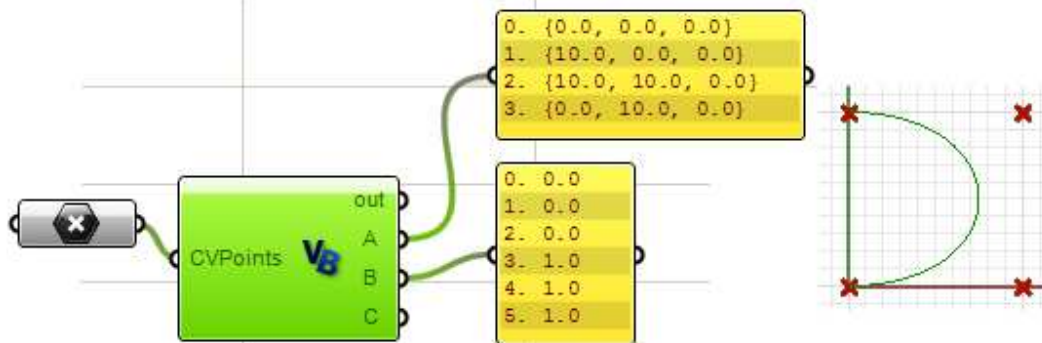 0. {0.0, 0.0, 0.0}
1. {10.0, 0.0, 0.0}
2. {10.0, 10.0, 0.0}
3. {0.0, 10.0, 0.0}
CVPoints
VB
out
A
B
C
0. 0.0
1. 0.0
2. 0.0
3. 1.0
4. 1.0
5. 1.0